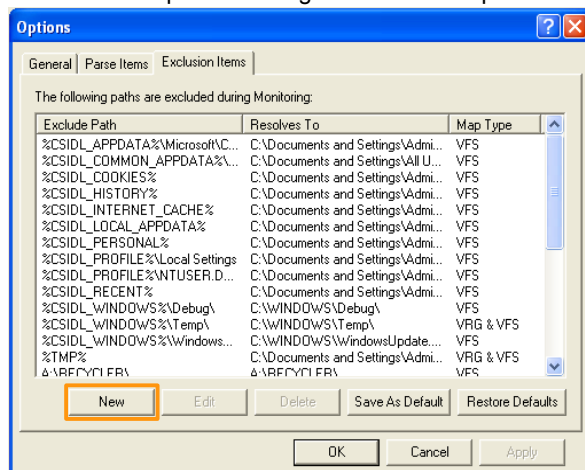 Options
General Parse Items Exclusion Items
The following paths are excluded during Monitoring:
Exclude Path Resolves To Map Type
%CSIDL_APPDATA%\Microsoft\C... C:\Documents and Settings\Admi... VFS
%CSIDL_COMMON_APPDATA%\... C:\Documents and Settings\All U... VFS
%CSIDL_COOKIES% C:\Documents and Settings\Admi... VFS
%CSIDL_HISTORY% C:\Documents and Settings\Admi... VFS
%CSIDL_INTERNET_CACHE% C:\Documents and Settings\Admi... VFS
%CSIDL_LOCAL_APPDATA% C:\Documents and Settings\Admi... VFS
%CSIDL_PERSONAL% C:\Documents and Settings\Admi... VFS
%CSIDL_PROFILE%\Local Settings C:\Documents and Settings\Admi... VFS
%CSIDL_PROFILE%\NTUSER.D... C:\Documents and Settings\Admi... VFS
%CSIDL_RECENT% C:\Documents and Settings\Admi... VFS
%CSIDL_WINDOWS%\Debug\ C:\WINDOWS\Debug\ VFS
%CSIDL_WINDOWS%\Temp\ C:\WINDOWS\Temp\ VRG & VFS
%CSIDL_WINDOWS%\Windows... C:\WINDOWS\WindowsUpdate.... VFS
%TMP% C:\Documents and Settings\Admi... VRG & VFS
A:\RECYCLER\ A:\RECYCLER\ VFS
New Edit Delete Save As Default Restore Defaults
OK Cancel Apply